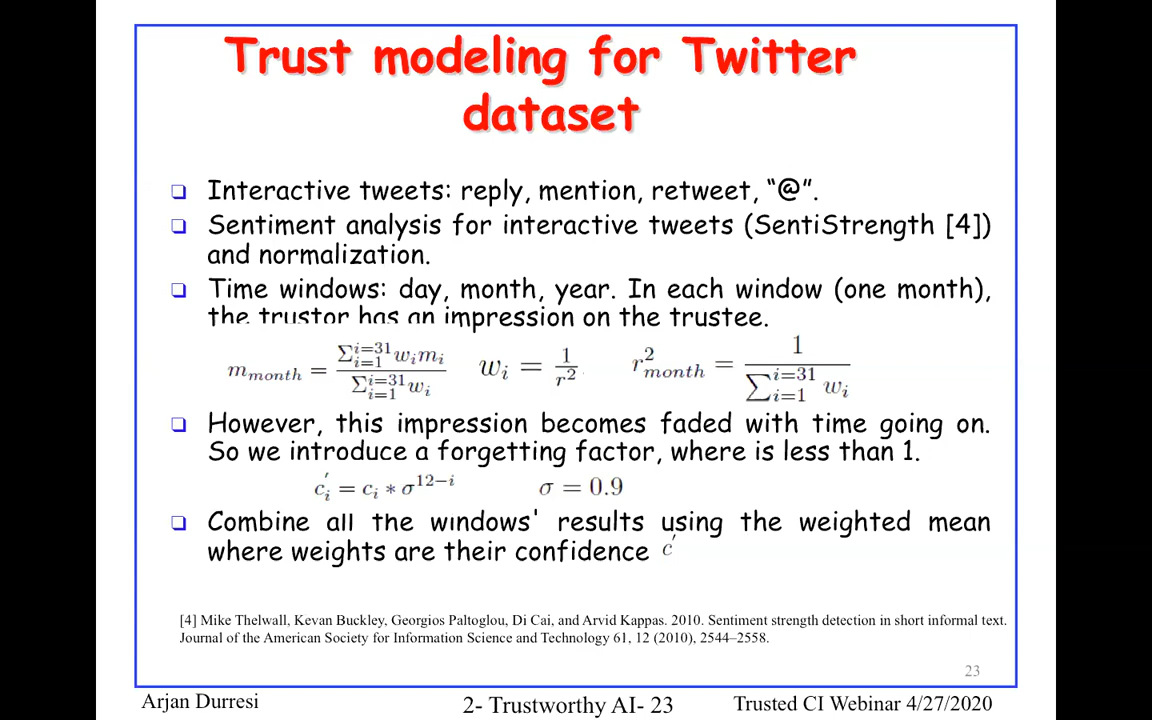 Trust modeling for Twitter
dataset
❑ Interactive tweets: reply, mention, retweet, “@”.
❑ Sentiment analysis for interactive tweets (SentiStrength [4])
and normalization.
❑ Time windows: day, month, year. In each window (one month),
the trustor has an impression on the trustee.
m_month = (∑_{i=1}^{i=31} w_i m_i) / (∑_{i=1}^{i=31} w_i)    w_i = 1/r^2    r^2_month = 1 / (∑_{i=1}^{i=31} w_i)
❑ However, this impression becomes faded with time going on.
So we introduce a forgetting factor, where is less than 1.
c'_i = c_i * σ^{12−i}    σ = 0.9
❑ Combine all the windows' results using the weighted mean
where weights are their confidence c'
[4] Mike Thelwall, Kevan Buckley, Georgios Paltoglou, Di Cai, and Arvid Kappas. 2010. Sentiment strength detection in short informal text.
Journal of the American Society for Information Science and Technology 61, 12 (2010), 2544–2558.
23
Arjan Durresi    2- Trustworthy AI- 23    Trusted CI Webinar 4/27/2020